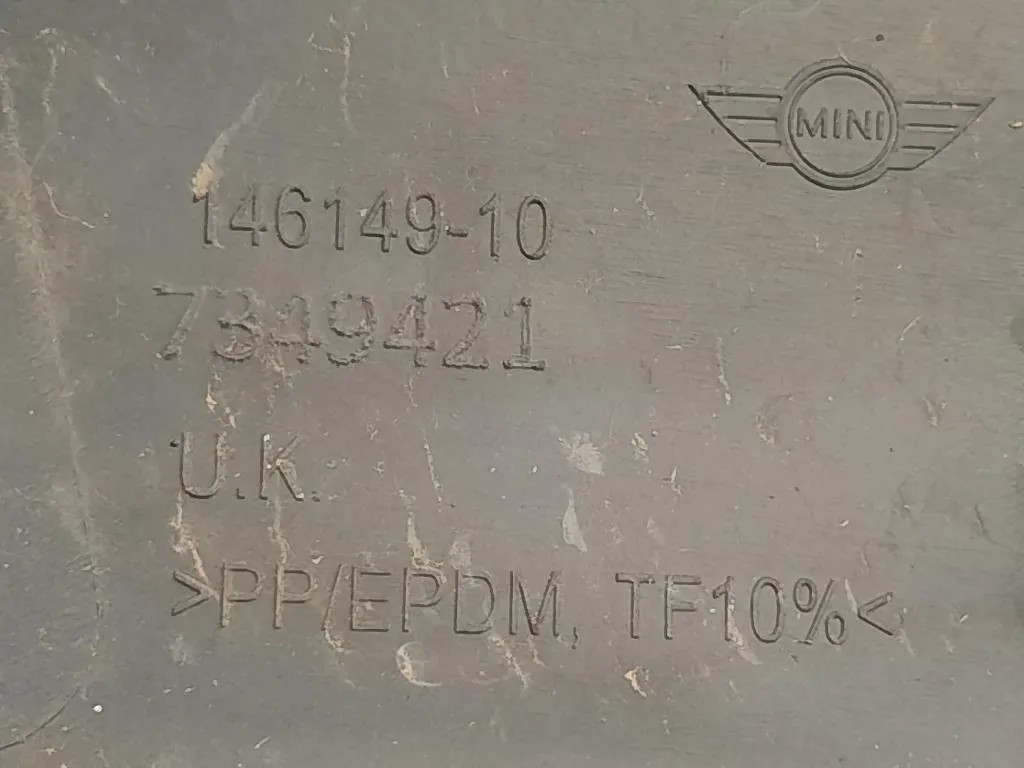 MINI
146149-10
7349421
U.K.
>PP/EPDM, TF10%<